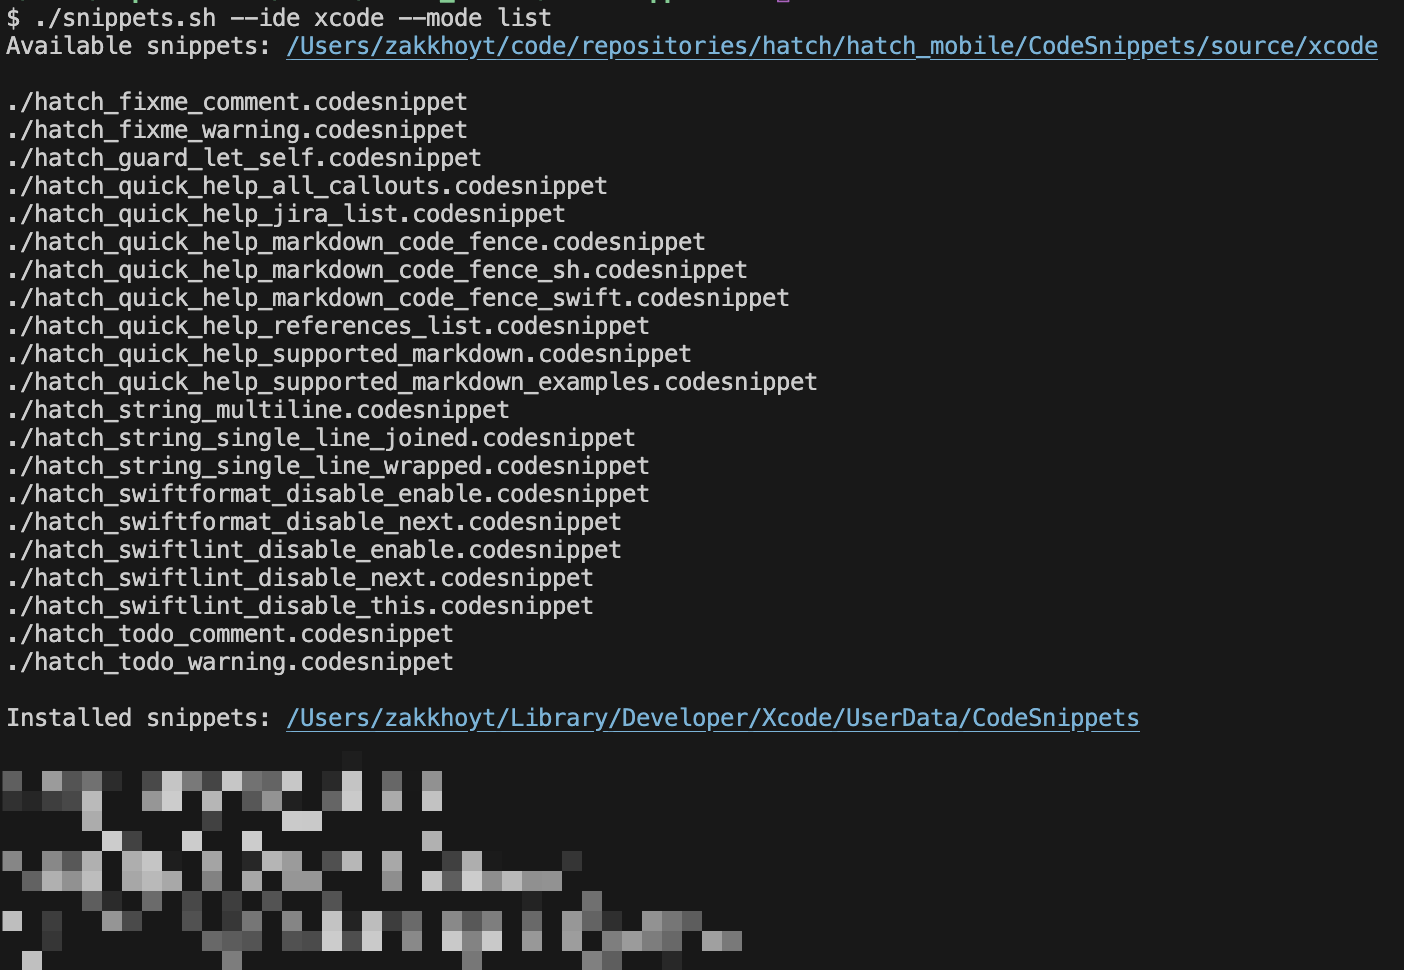 $ ./snippets.sh --ide xcode --mode list
Available snippets: /Users/zakkhoyt/code/repositories/hatch/hatch_mobile/CodeSnippets/source/xcode
./hatch_fixme_comment.codesnippet
./hatch_fixme_warning.codesnippet
./hatch_guard_let_self.codesnippet
./hatch_quick_help_all_callouts.codesnippet
./hatch_quick_help_jira_list.codesnippet
./hatch_quick_help_markdown_code_fence.codesnippet
./hatch_quick_help_markdown_code_fence_sh.codesnippet
./hatch_quick_help_markdown_code_fence_swift.codesnippet
./hatch_quick_help_references_list.codesnippet
./hatch_quick_help_supported_markdown.codesnippet
./hatch_quick_help_supported_markdown_examples.codesnippet
./hatch_string_multiline.codesnippet
./hatch_string_single_line_joined.codesnippet
./hatch_string_single_line_wrapped.codesnippet
./hatch_swiftformat_disable_enable.codesnippet
./hatch_swiftformat_disable_next.codesnippet
./hatch_swiftlint_disable_enable.codesnippet
./hatch_swiftlint_disable_next.codesnippet
./hatch_swiftlint_disable_this.codesnippet
./hatch_todo_comment.codesnippet
./hatch_todo_warning.codesnippet
Installed snippets: /Users/zakkhoyt/Library/Developer/Xcode/UserData/CodeSnippets